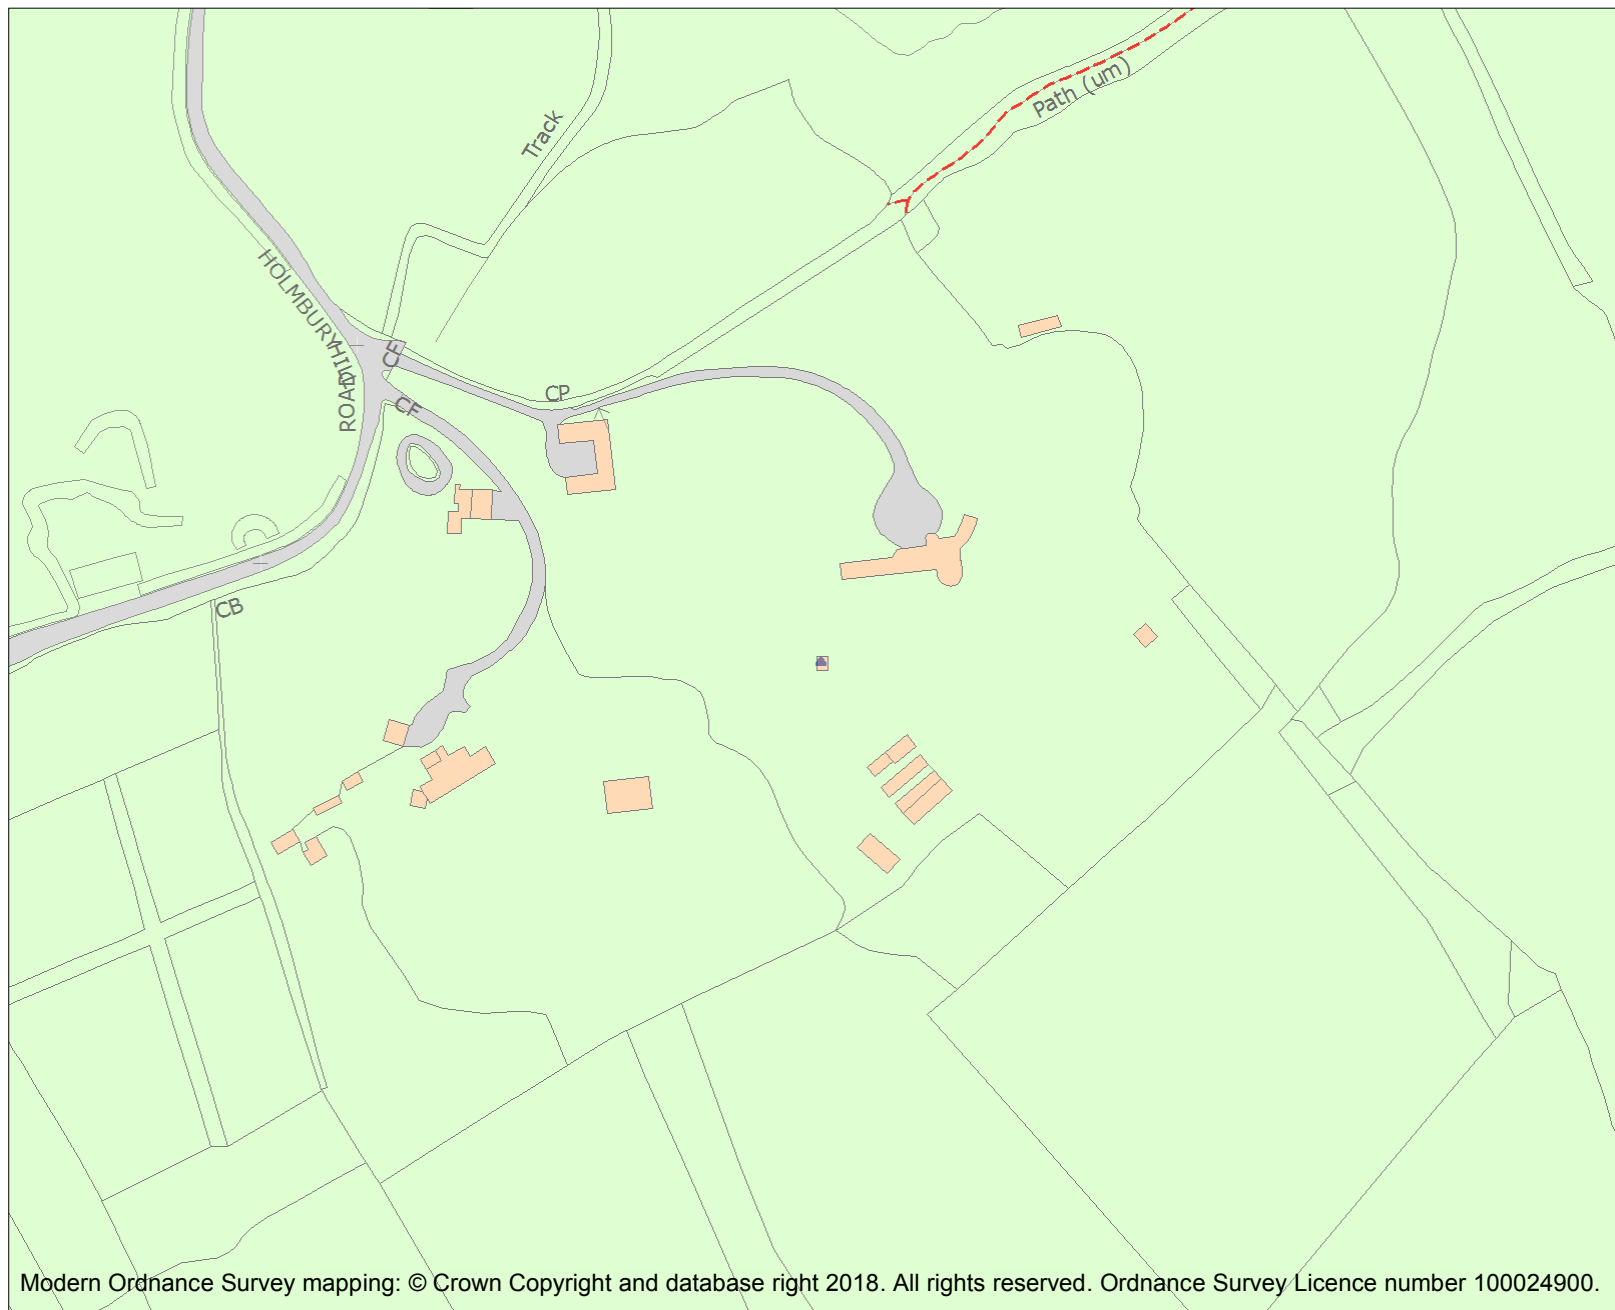 Path (um)
Track
HOLMBURY HILL
ROAD
CF
CP
CF
CB
Modern Ordnance Survey mapping: © Crown Copyright and database right 2018. All rights reserved. Ordnance Survey Licence number 100024900.